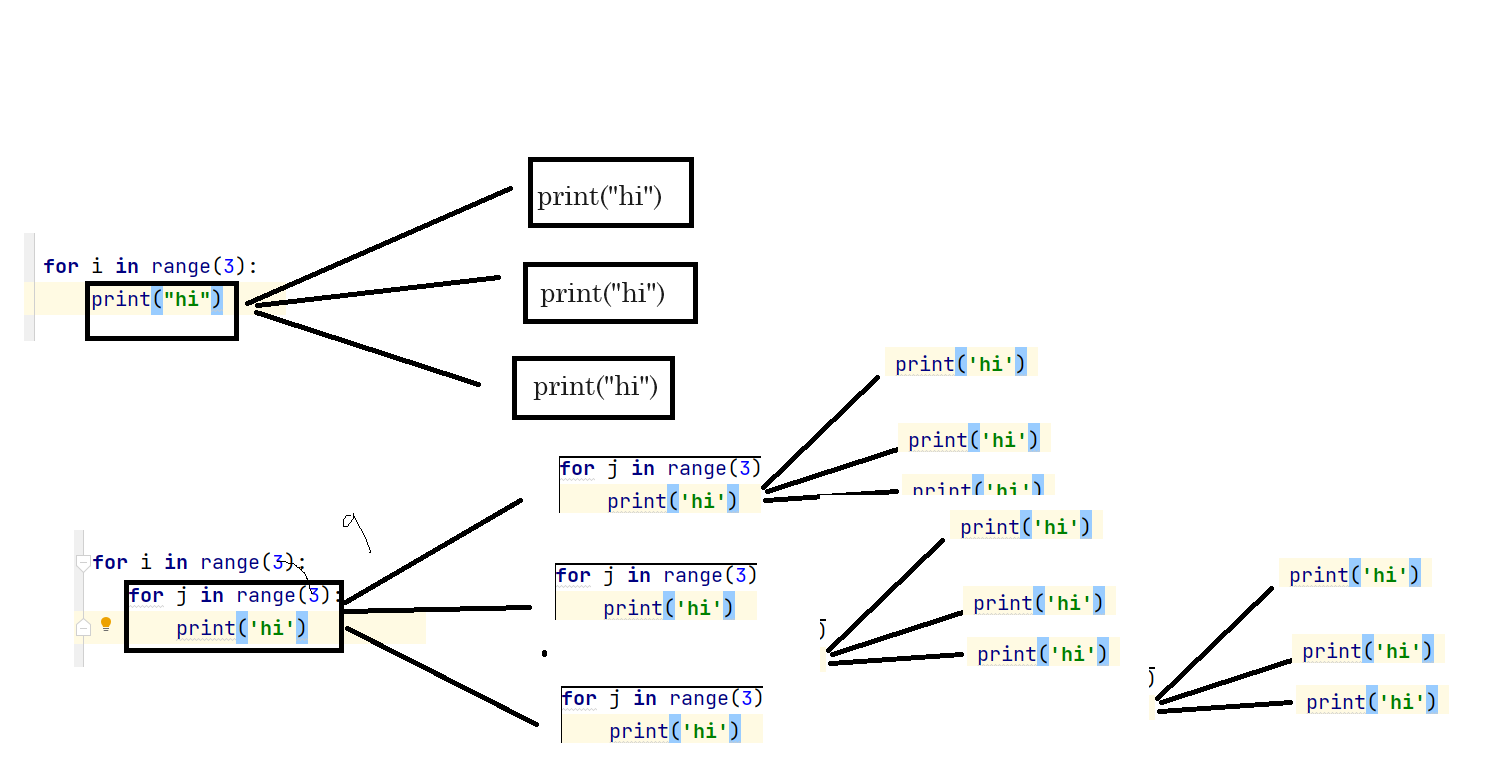 print("hi")
for i in range(3):
print("hi")
print("hi")
print("hi")
print('hi')
print('hi')
print('hi')
for j in range(3)
print('hi')
print('hi')
for i in range(3):
for j in range(3):
print('hi')
for j in range(3)
print('hi')
print('hi')
print('hi')
)
for j in range(3)
print('hi')
print('hi')
print('hi')
print('hi')
)